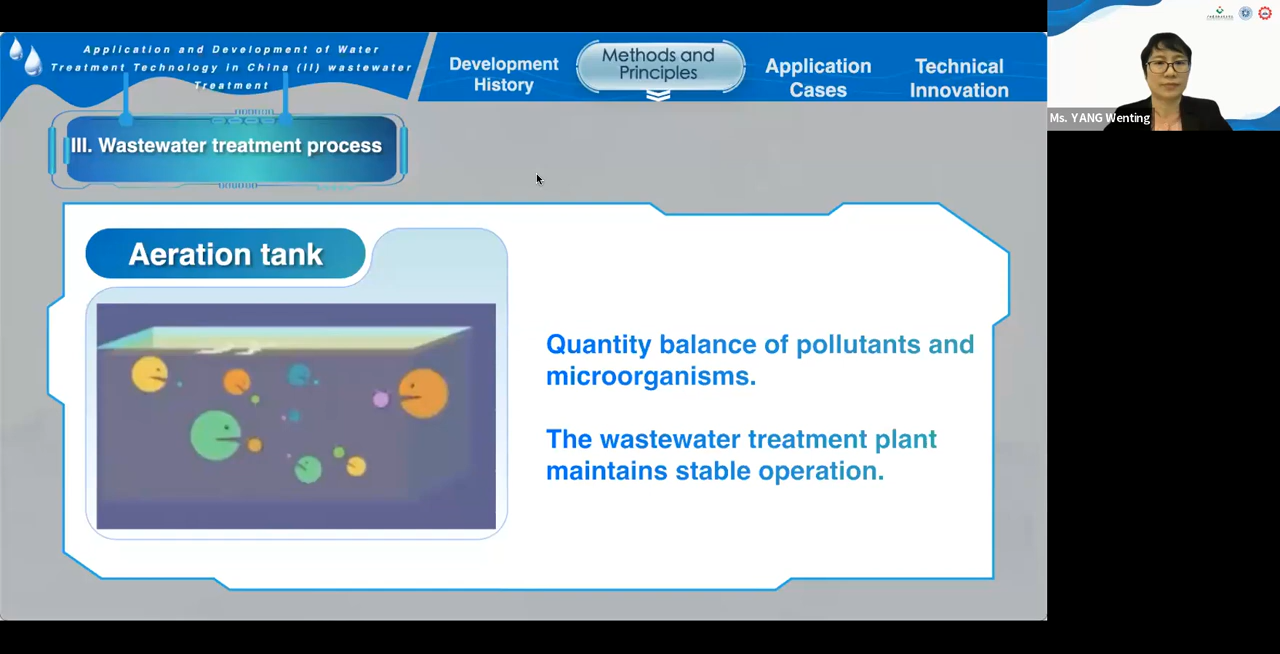 Application and Development of Water
Treatment Technology in China (II) wastewater
Treatment
Development
History
Methods and
Principles
Application
Cases
Technical
Innovation
III. Wastewater treatment process
Aeration tank
Quantity balance of pollutants and
microorganisms.
The wastewater treatment plant
maintains stable operation.
Ms. YANG Wenting